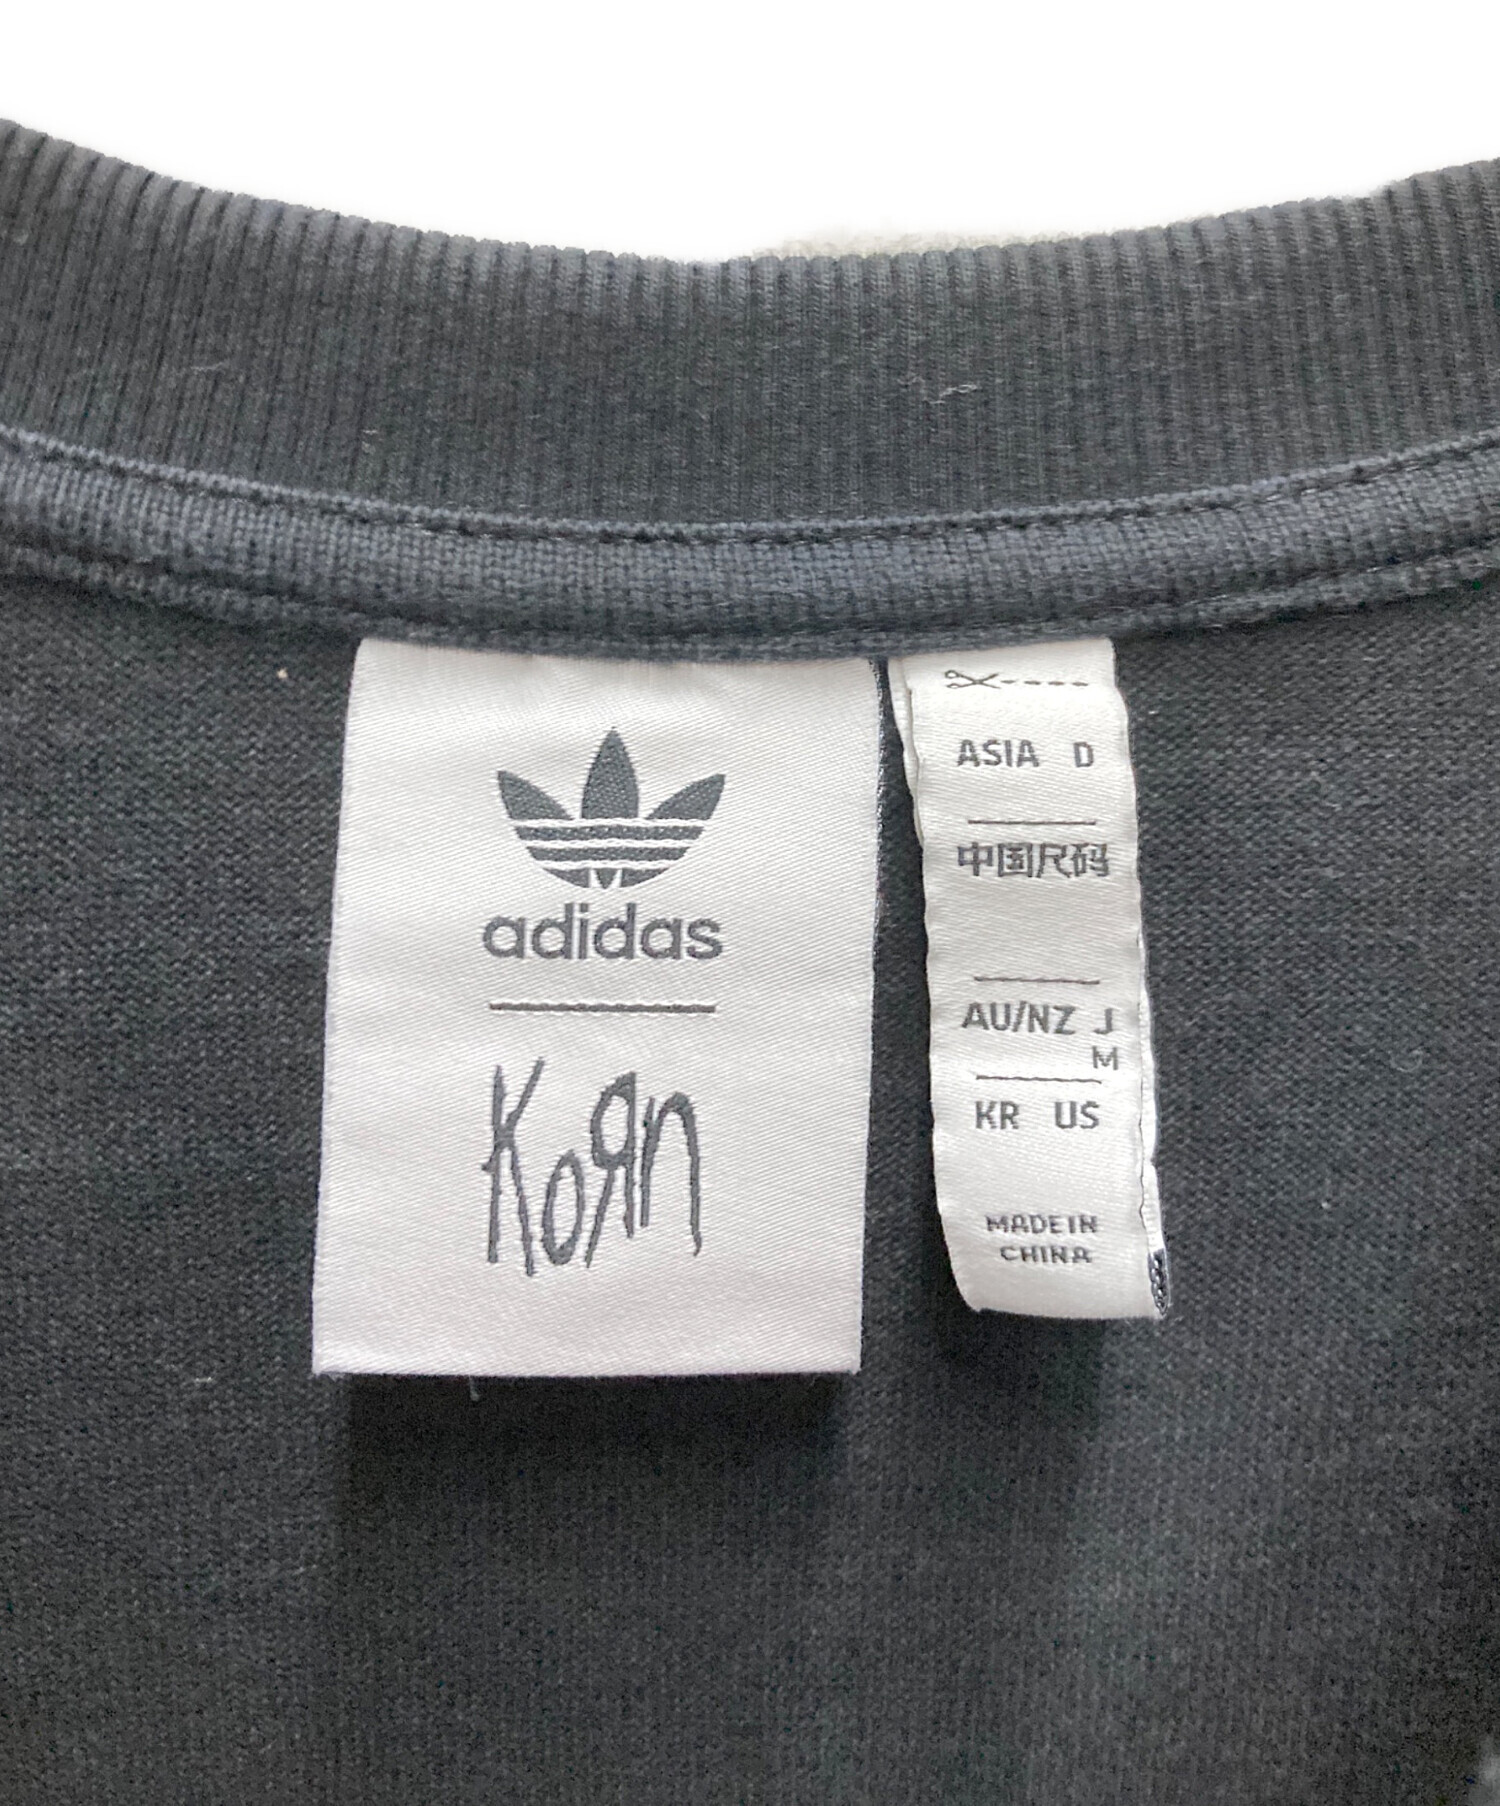 adidas
KoЯn
ASIA D
中国尺码
AU/NZ J
M
KR US
MADE IN
CHINA